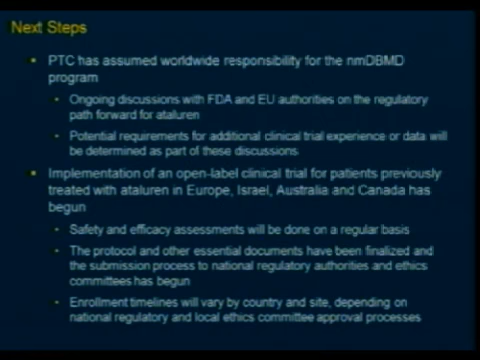 Next Steps
PTC has assumed worldwide responsibility for the nmDBMD
program
Ongoing discussions with FDA and EU authorities on the regulatory
path forward for ataluren
Potential requirements for additional clinical trial experience or data will
be determined as part of these discussions
Implementation of an open-label clinical trial for patients previously
treated with ataluren in Europe, Israel, Australia and Canada has
begun
Safety and efficacy assessments will be done on a regular basis
The protocol and other essential documents have been finalized and
the submission process to national regulatory authorities and ethics
committees has begun
Enrollment timelines will vary by country and site, depending on
national regulatory and local ethics committee approval processes